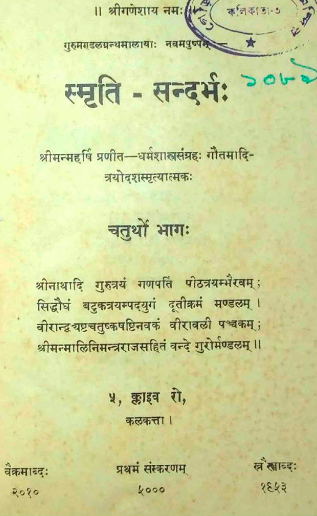 ॥ श्रीगणेशाय नमः
कलिकाता-७
गुरुमण्डलग्रन्थमालायाः नवमपुष्पम्
স্মৃতি - सन्दर्भः
श्रीमन्महर्षि प्रणीत—धर्मशास्त्रसंग्रहः गौतमादि-
त्रयोदशस्मृत्यात्मकः
चतुर्थो भागः
श्रीनाथादि गुरुत्रयं गणपतिं पीठत्रयम्भैरवम्;
सिद्धौघं बटुकत्रयम्पदयुगं दूतीक्रमं मण्डलम् ।
वीरान्द्व्यष्टचतुष्कषष्टिनवकं वीरावली पञ्चकम्;
श्रीमन्मालिनिमन्त्रराजसहितं वन्दे गुरोर्मण्डलम् ॥
५, क्लाइव रो,
कलकत्ता ।
वैक्रमाब्दः प्रथमं संस्करणम्
२०१० ५००० १९५३